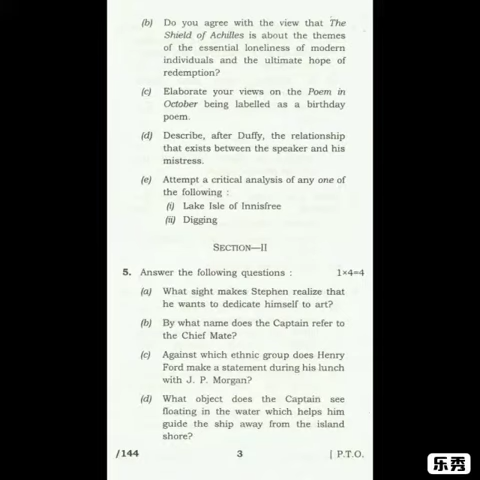 (b) Do you agree with the view that The
Shield of Achilles is about the themes
of the essential loneliness of modern
individuals and the ultimate hope of
redemption?
(c) Elaborate your views on the Poem in
October being labelled as a birthday
poem.
(d) Describe, after Duffy, the relationship
that exists between the speaker and his
mistress.
(e) Attempt a critical analysis of any one of
the following :
(i) Lake Isle of Innisfree
(ii) Digging
SECTION—II
5. Answer the following questions : 1×4=4
(a) What sight makes Stephen realize that
he wants to dedicate himself to art?
(b) By what name does the Captain refer to
the Chief Mate?
(c) Against which ethnic group does Henry
Ford make a statement during his lunch
with J. P. Morgan?
(d) What object does the Captain see
floating in the water which helps him
guide the ship away from the island
shore?
/144 3 [ P.T.O.
乐秀